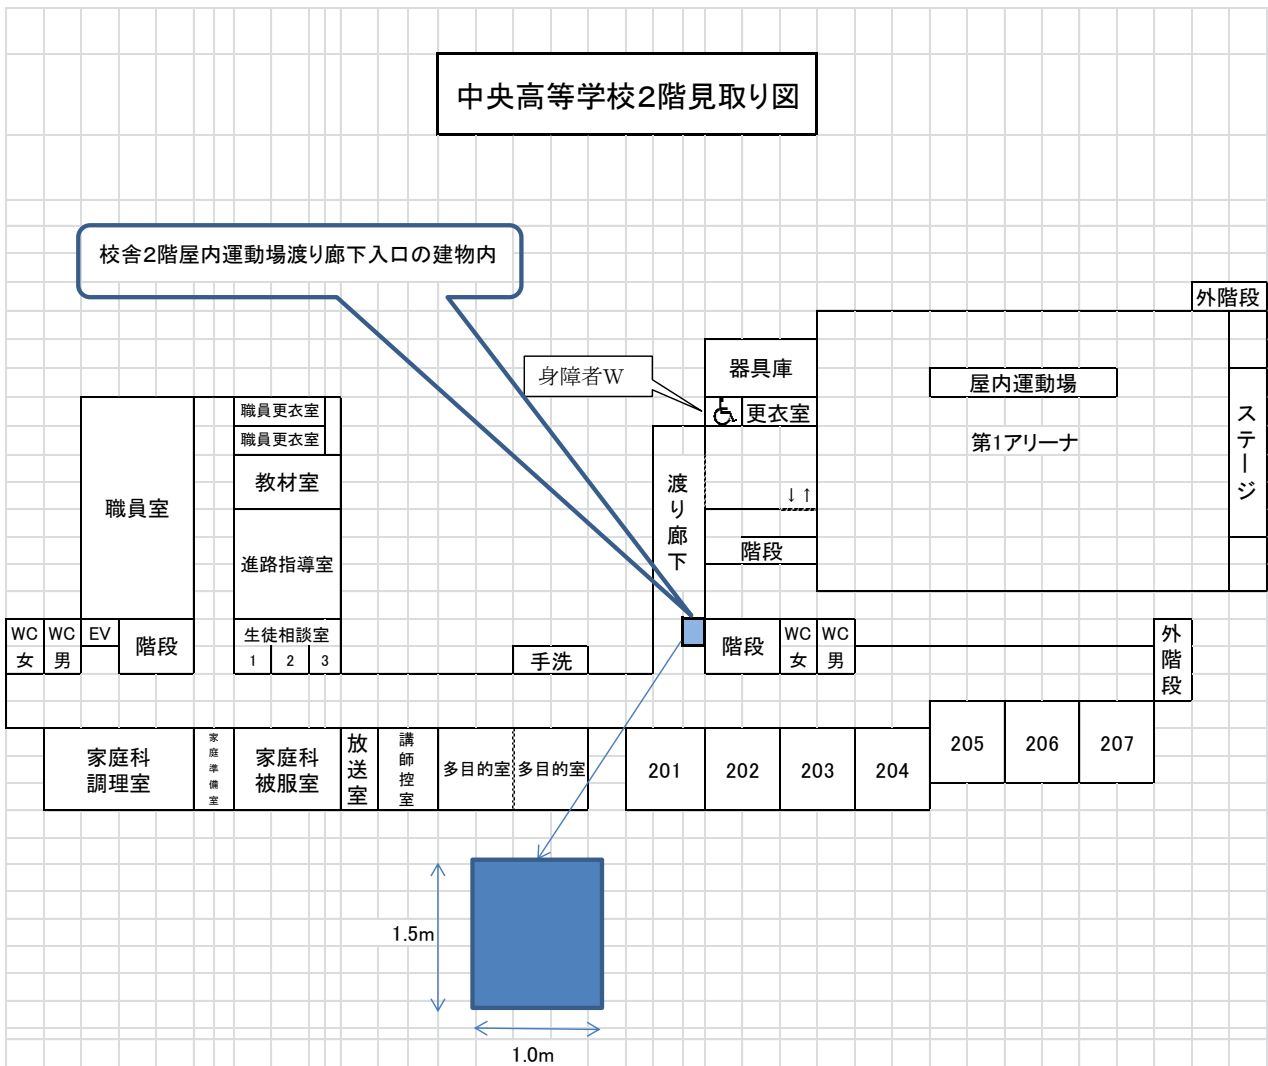 中央高等学校2階見取り図
校舎2階屋内運動場渡り廊下入口の建物内
外階段
身障者W
器具庫
更衣室
屋内運動場
第1アリーナ
ステージ
職員更衣室
職員更衣室
教材室
職員室
進路指導室
渡り廊下
↓↑
階段
WC
女
WC
男
EV
階段
生徒相談室
1
2
3
手洗
階段
WC
女
WC
男
外階段
家庭科
調理室
家庭準備室
家庭科
被服室
放送室
講師控室
多目的室
多目的室
201
202
203
204
205
206
207
1.5m
1.0m